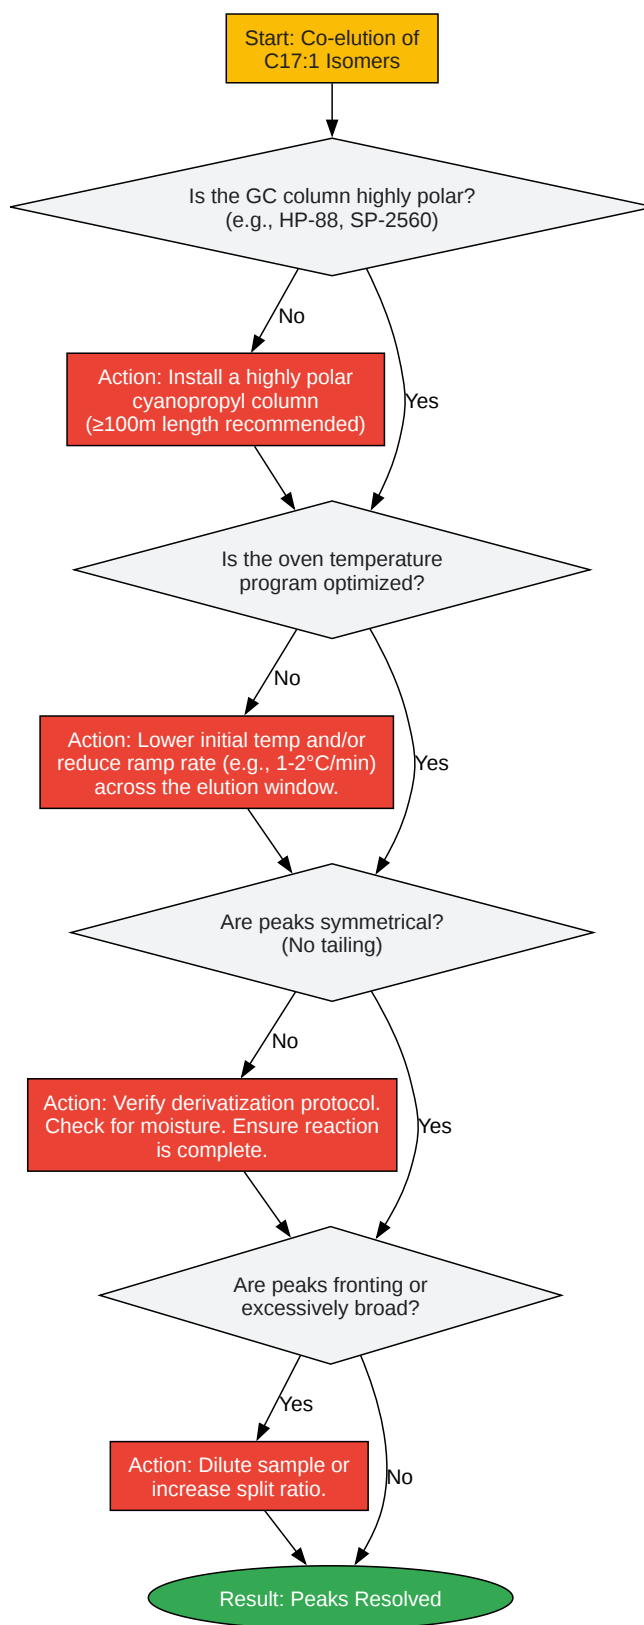 Start: Co-elution of
C17:1 Isomers
Is the GC column highly polar?
(e.g., HP-88, SP-2560)
No
Yes
Action: Install a highly polar
cyanopropyl column
(≥100m length recommended)
Is the oven temperature
program optimized?
No
Yes
Action: Lower initial temp and/or
reduce ramp rate (e.g., 1-2°C/min)
across the elution window.
Are peaks symmetrical?
(No tailing)
No
Yes
Action: Verify derivatization protocol.
Check for moisture. Ensure reaction
is complete.
Are peaks fronting or
excessively broad?
Yes
No
Action: Dilute sample or
increase split ratio.
Result: Peaks Resolved